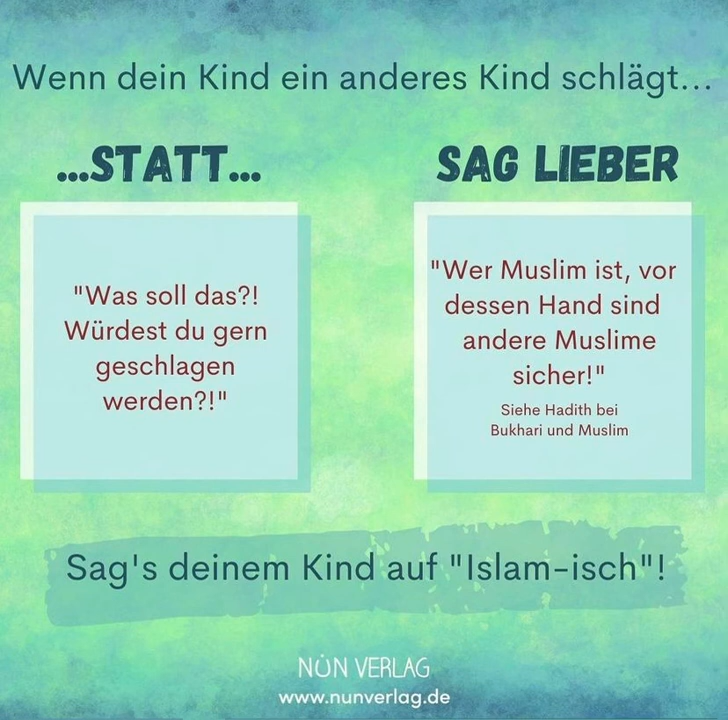 Wenn dein Kind ein anderes Kind schlägt...
...STATT...
"Was soll das?!
Würdest du gern
geschlagen
werden?!"
SAG LIEBER
"Wer Muslim ist, vor
dessen Hand sind
andere Muslime
sicher!"
Siehe Hadith bei
Bukhari und Muslim
Sag's deinem Kind auf "Islam-isch"!
NŪN VERLAG
www.nunverlag.de